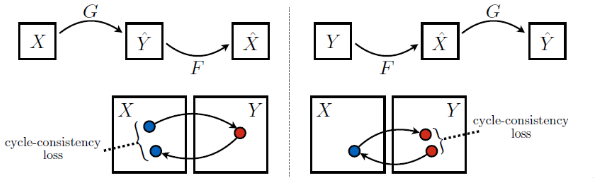 G
X
Ŷ
X̂
F
X
Y
cycle-consistency
loss
G
Y
X̂
Ŷ
F
X
Y
cycle-consistency
loss